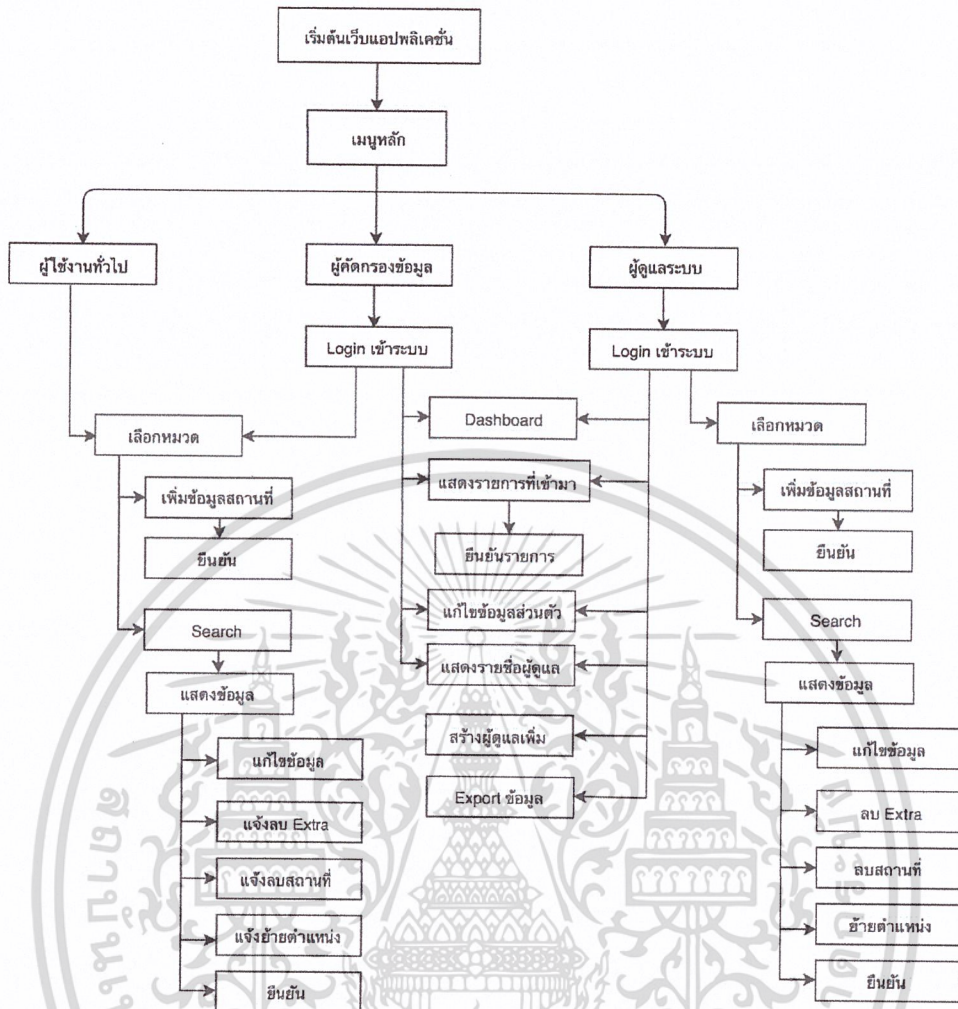 เริ่มต้นเว็บแอปพลิเคชั่น
เมนูหลัก
ผู้ใช้งานทั่วไป
ผู้คัดกรองข้อมูล
ผู้ดูแลระบบ
Login เข้าระบบ
Login เข้าระบบ
เลือกหมวด
Dashboard
เลือกหมวด
เพิ่มข้อมูลสถานที่
แสดงรายการที่เข้ามา
เพิ่มข้อมูลสถานที่
ยืนยัน
ยืนยันรายการ
ยืนยัน
Search
แก้ไขข้อมูลส่วนตัว
Search
แสดงข้อมูล
แสดงรายชื่อผู้ดูแล
แสดงข้อมูล
แก้ไขข้อมูล
สร้างผู้ดูแลเพิ่ม
แก้ไขข้อมูล
แจ้งลบ Extra
Export ข้อมูล
ลบ Extra
แจ้งลบสถานที่
ลบสถานที่
แจ้งย้ายตำแหน่ง
ย้ายตำแหน่ง
ยืนยัน
ยืนยัน